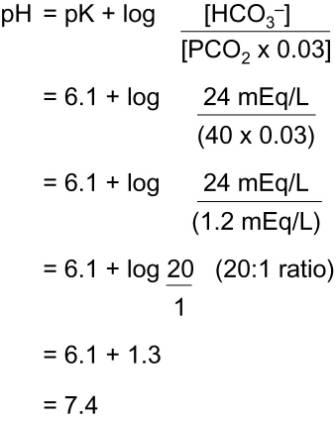 pH = pK + log [HCO₃⁻]
[PCO₂ x 0.03]
= 6.1 + log 24 mEq/L
(40 x 0.03)
= 6.1 + log 24 mEq/L
(1.2 mEq/L)
= 6.1 + log 20 (20:1 ratio)
1
= 6.1 + 1.3
= 7.4